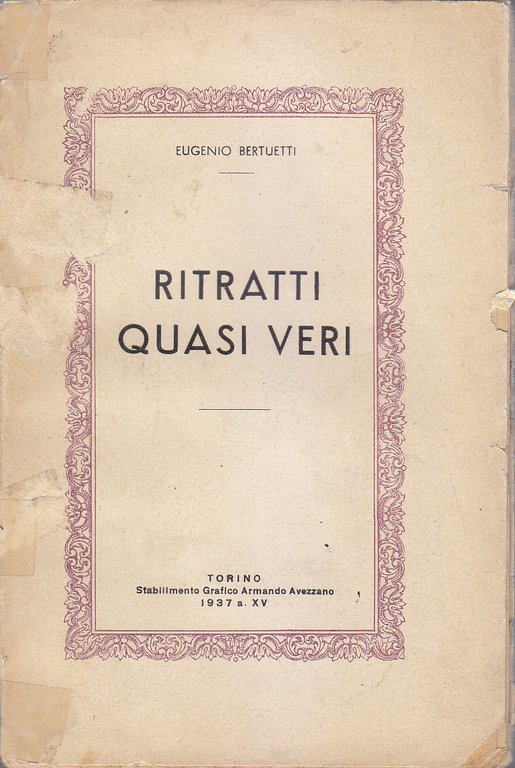 EUGENIO BERTUETTI
RITRATTI
QUASI VERI
TORINO
Stabilimento Grafico Armando Avezzano
1937 a. XV